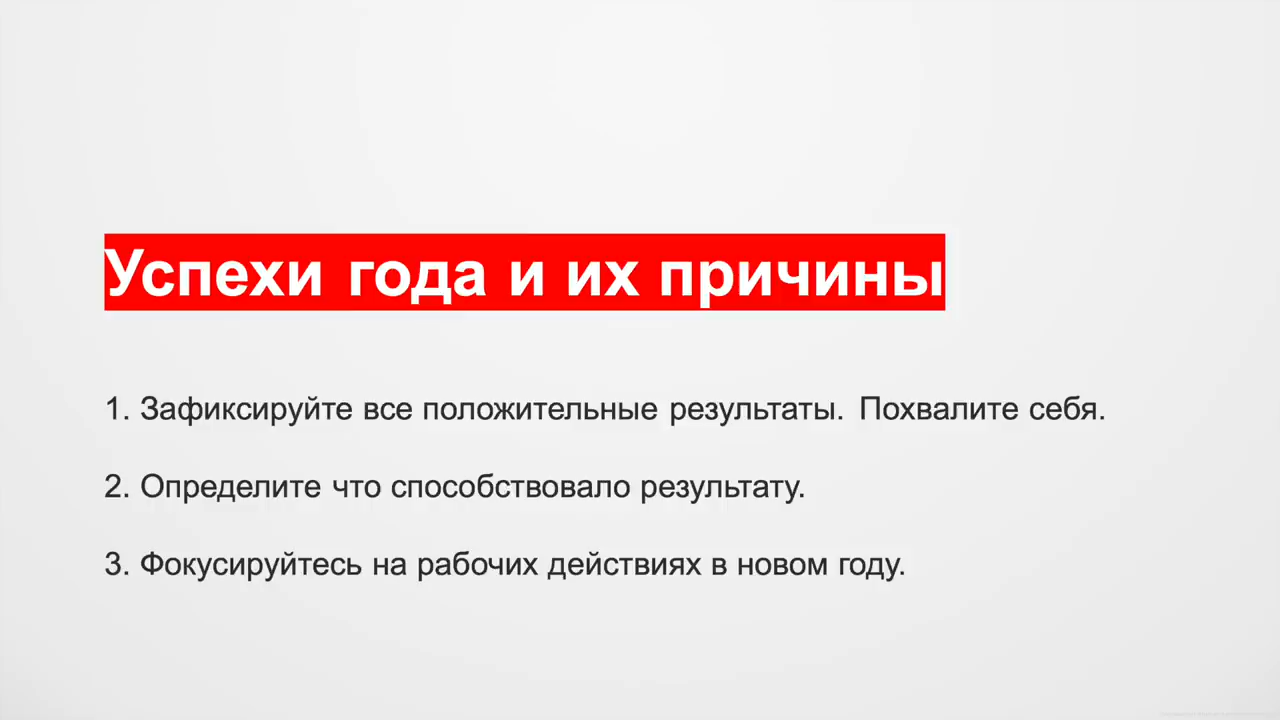 Успехи года и их причины
1. Зафиксируйте все положительные результаты. Похвалите себя.
2. Определите что способствовало результату.
3. Фокусируйтесь на рабочих действиях в новом году.